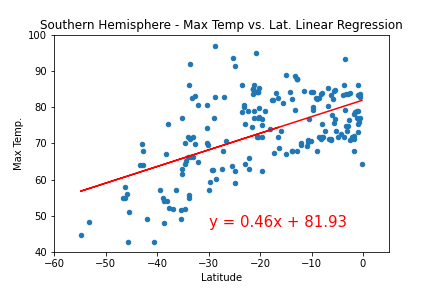 Southern Hemisphere - Max Temp vs. Lat. Linear Regression
100
90
80
70
60
50
40
Max Temp.
y = 0.46x + 81.93
−60 −50 −40 −30 −20 −10 0
Latitude